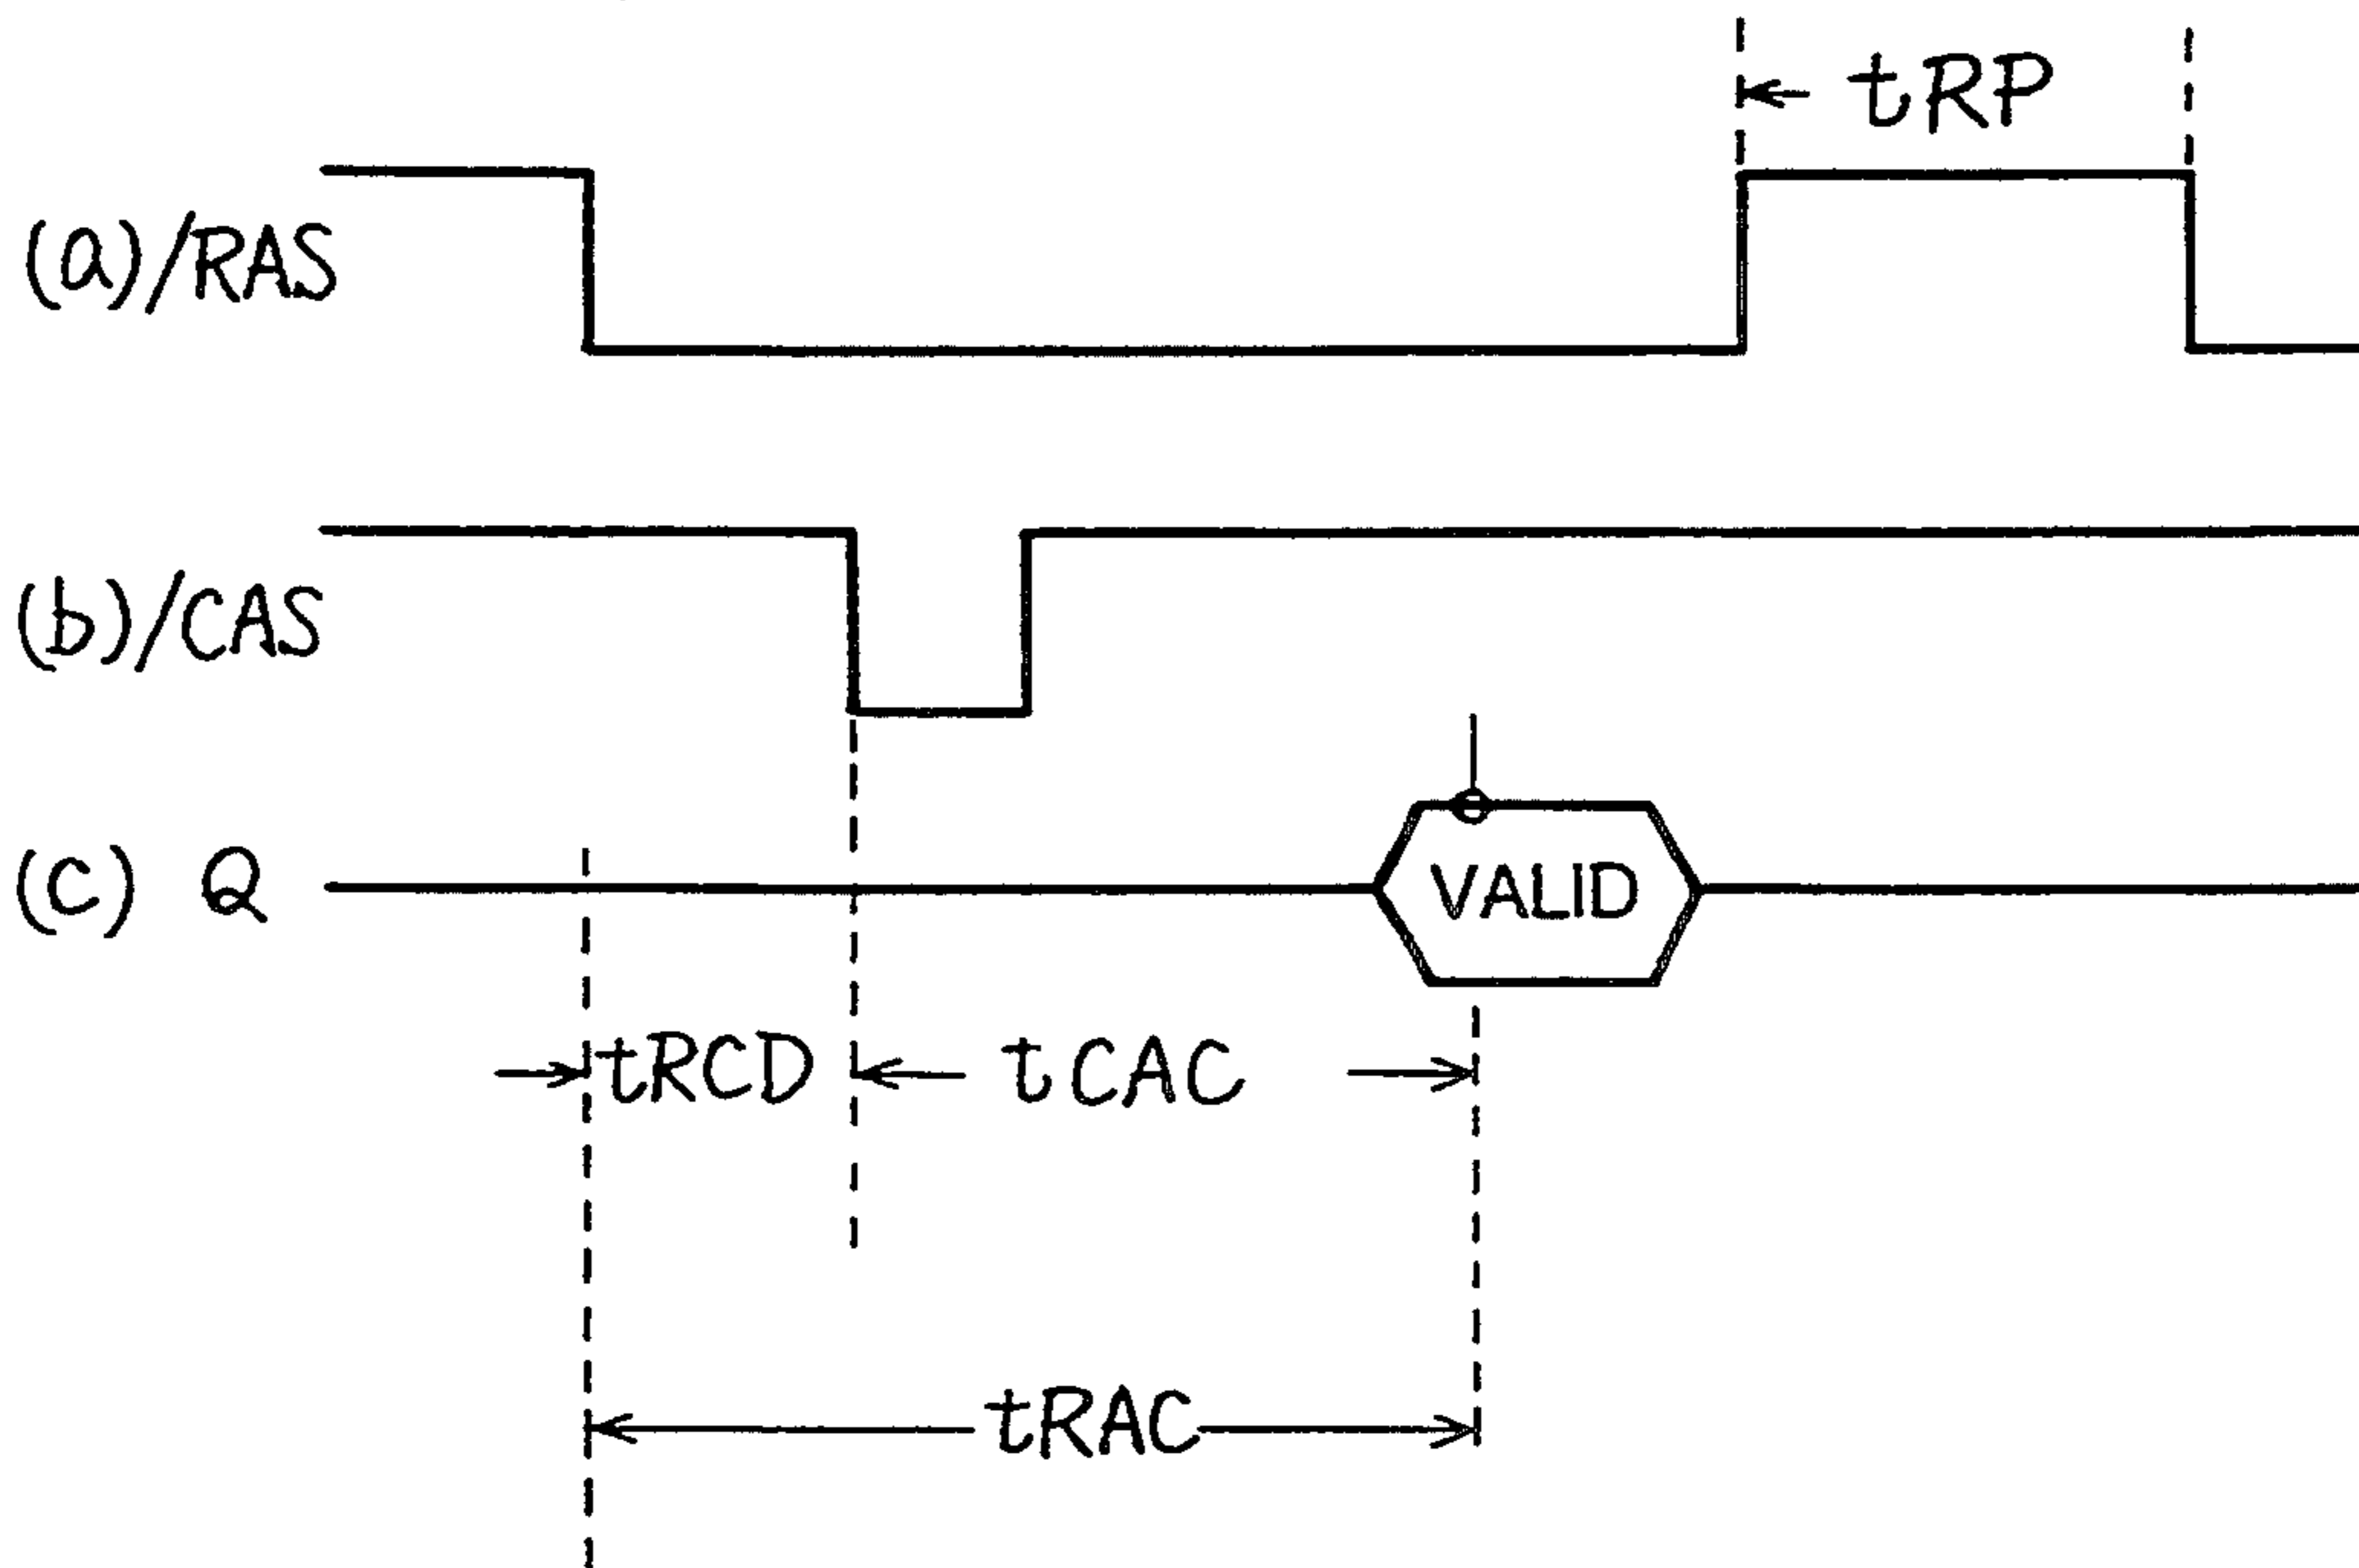 tRP
(a)/RAS
(b)/CAS
(c) Q
VALID
tRCD
tCAC
tRAC